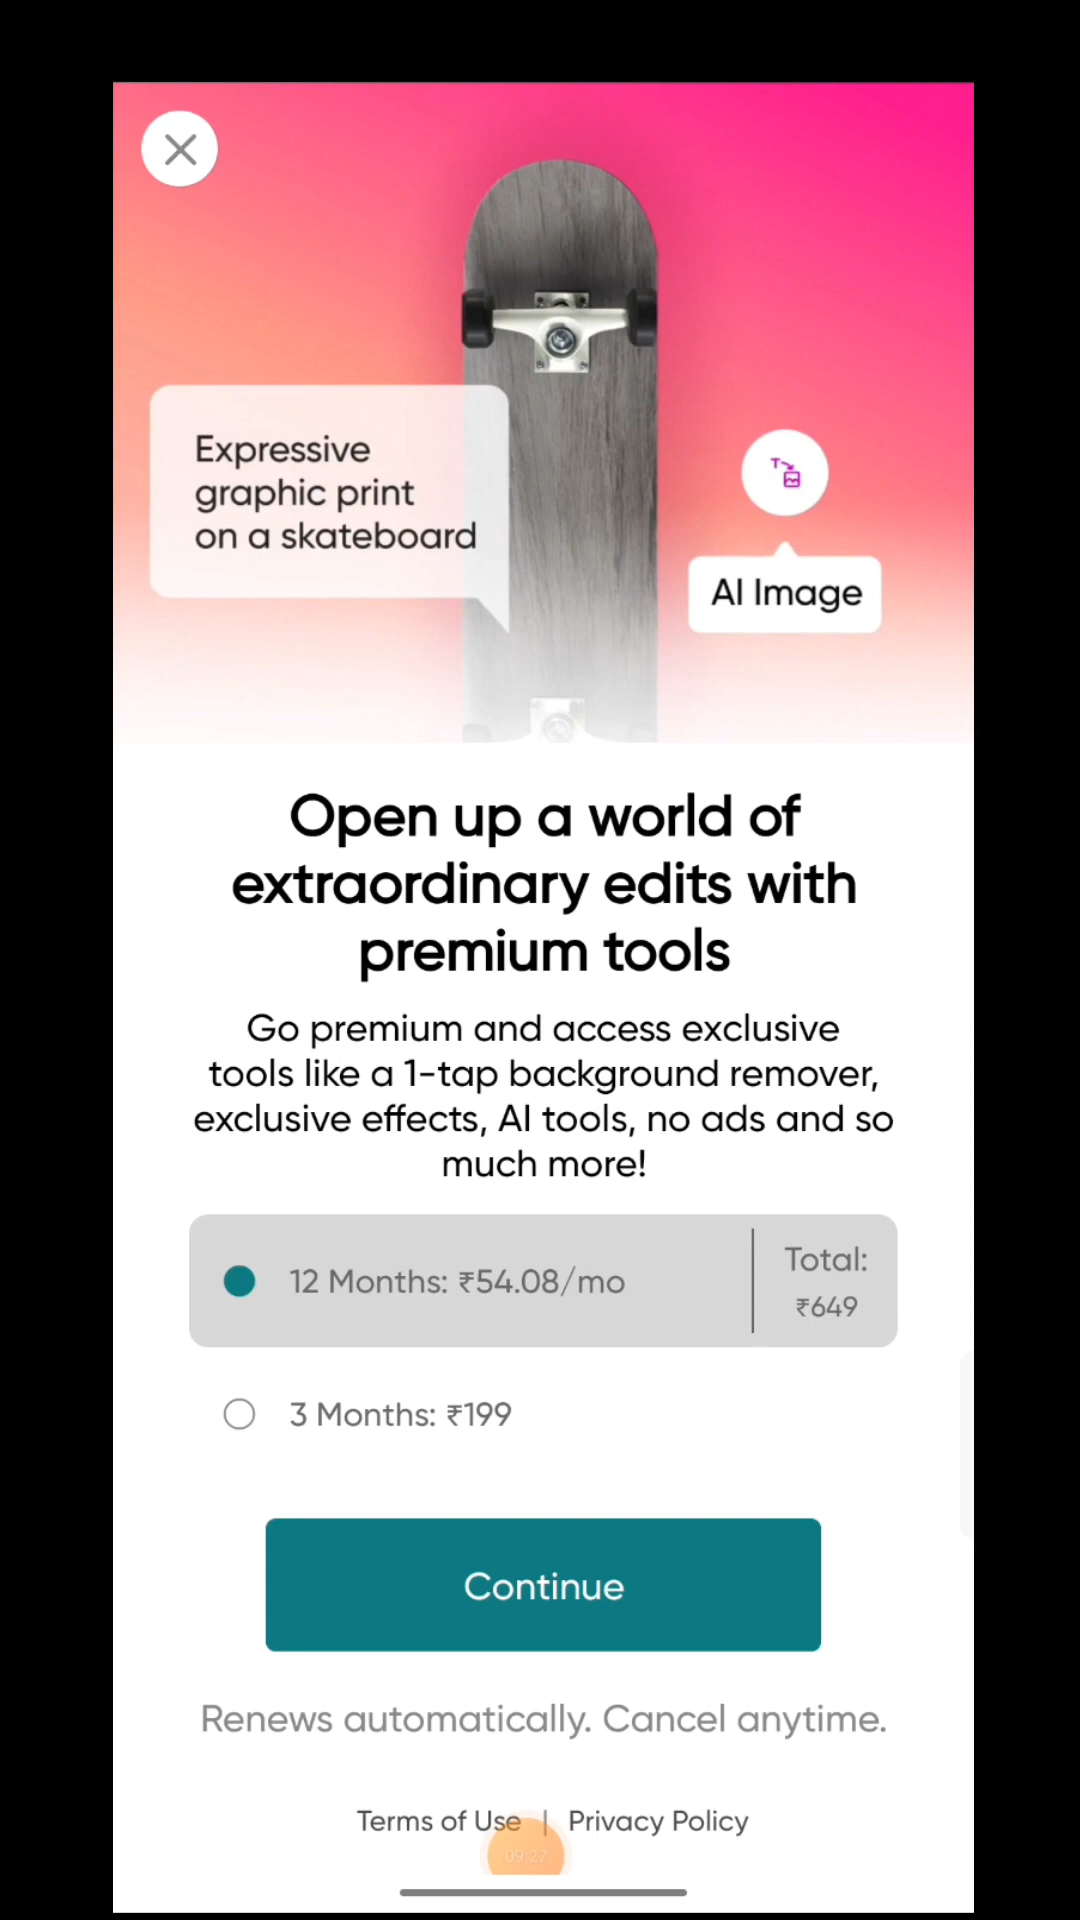 Expressive
graphic print
on a skateboard
AI Image
Open up a world of
extraordinary edits with
premium tools
Go premium and access exclusive
tools like a 1-tap background remover,
exclusive effects, AI tools, no ads and so
much more!
12 Months: ₹54.08/mo
Total:
₹649
3 Months: ₹199
Continue
Renews automatically. Cancel anytime.
Terms of Use | Privacy Policy
09:27